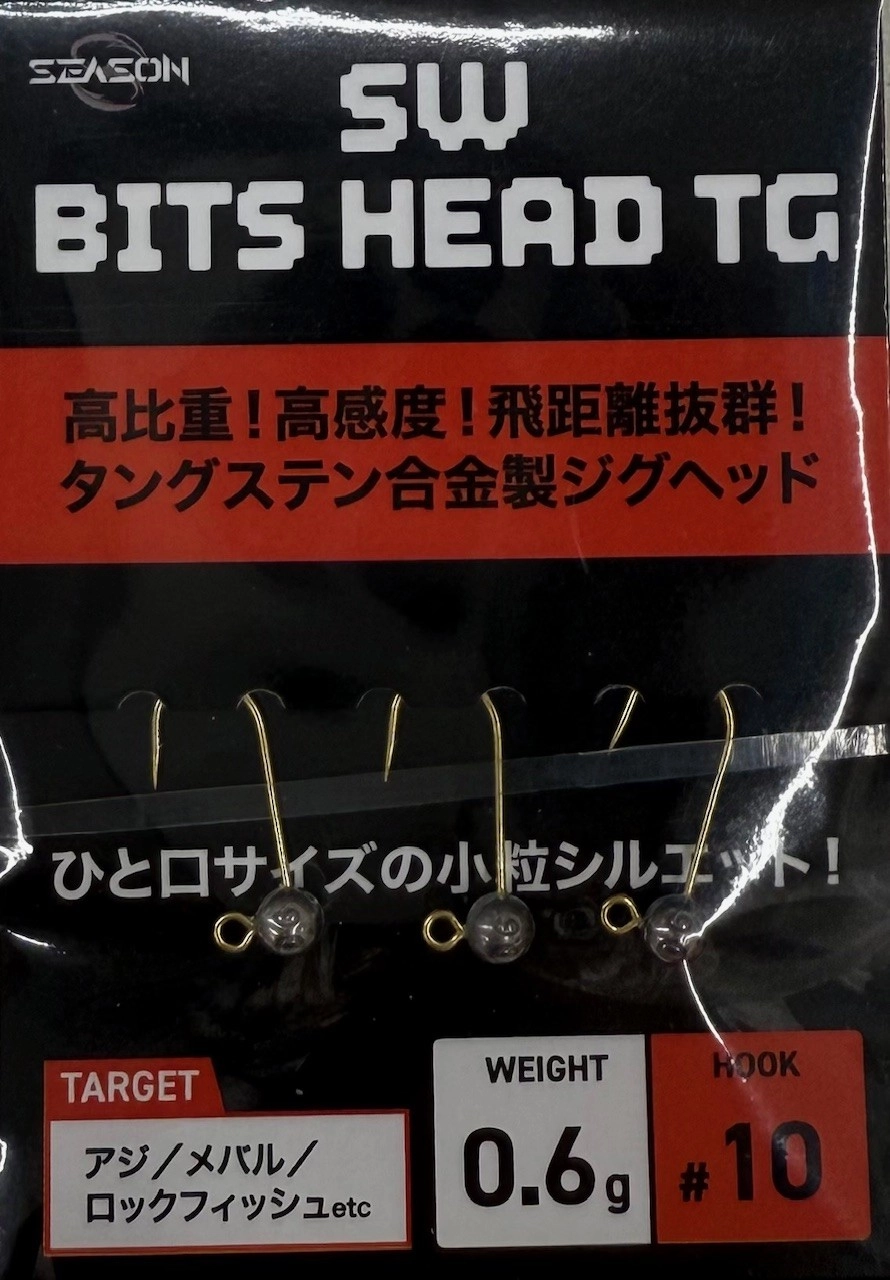 SEASON
SW
BITS HEAD TG
高比重!高感度!飛距離抜群!
タングステン合金製ジグヘッド
ひと口サイズの小粒シルエット!
TARGET
アジ/メバル/
ロックフィッシュetc
WEIGHT
0.6g
HOOK
#10